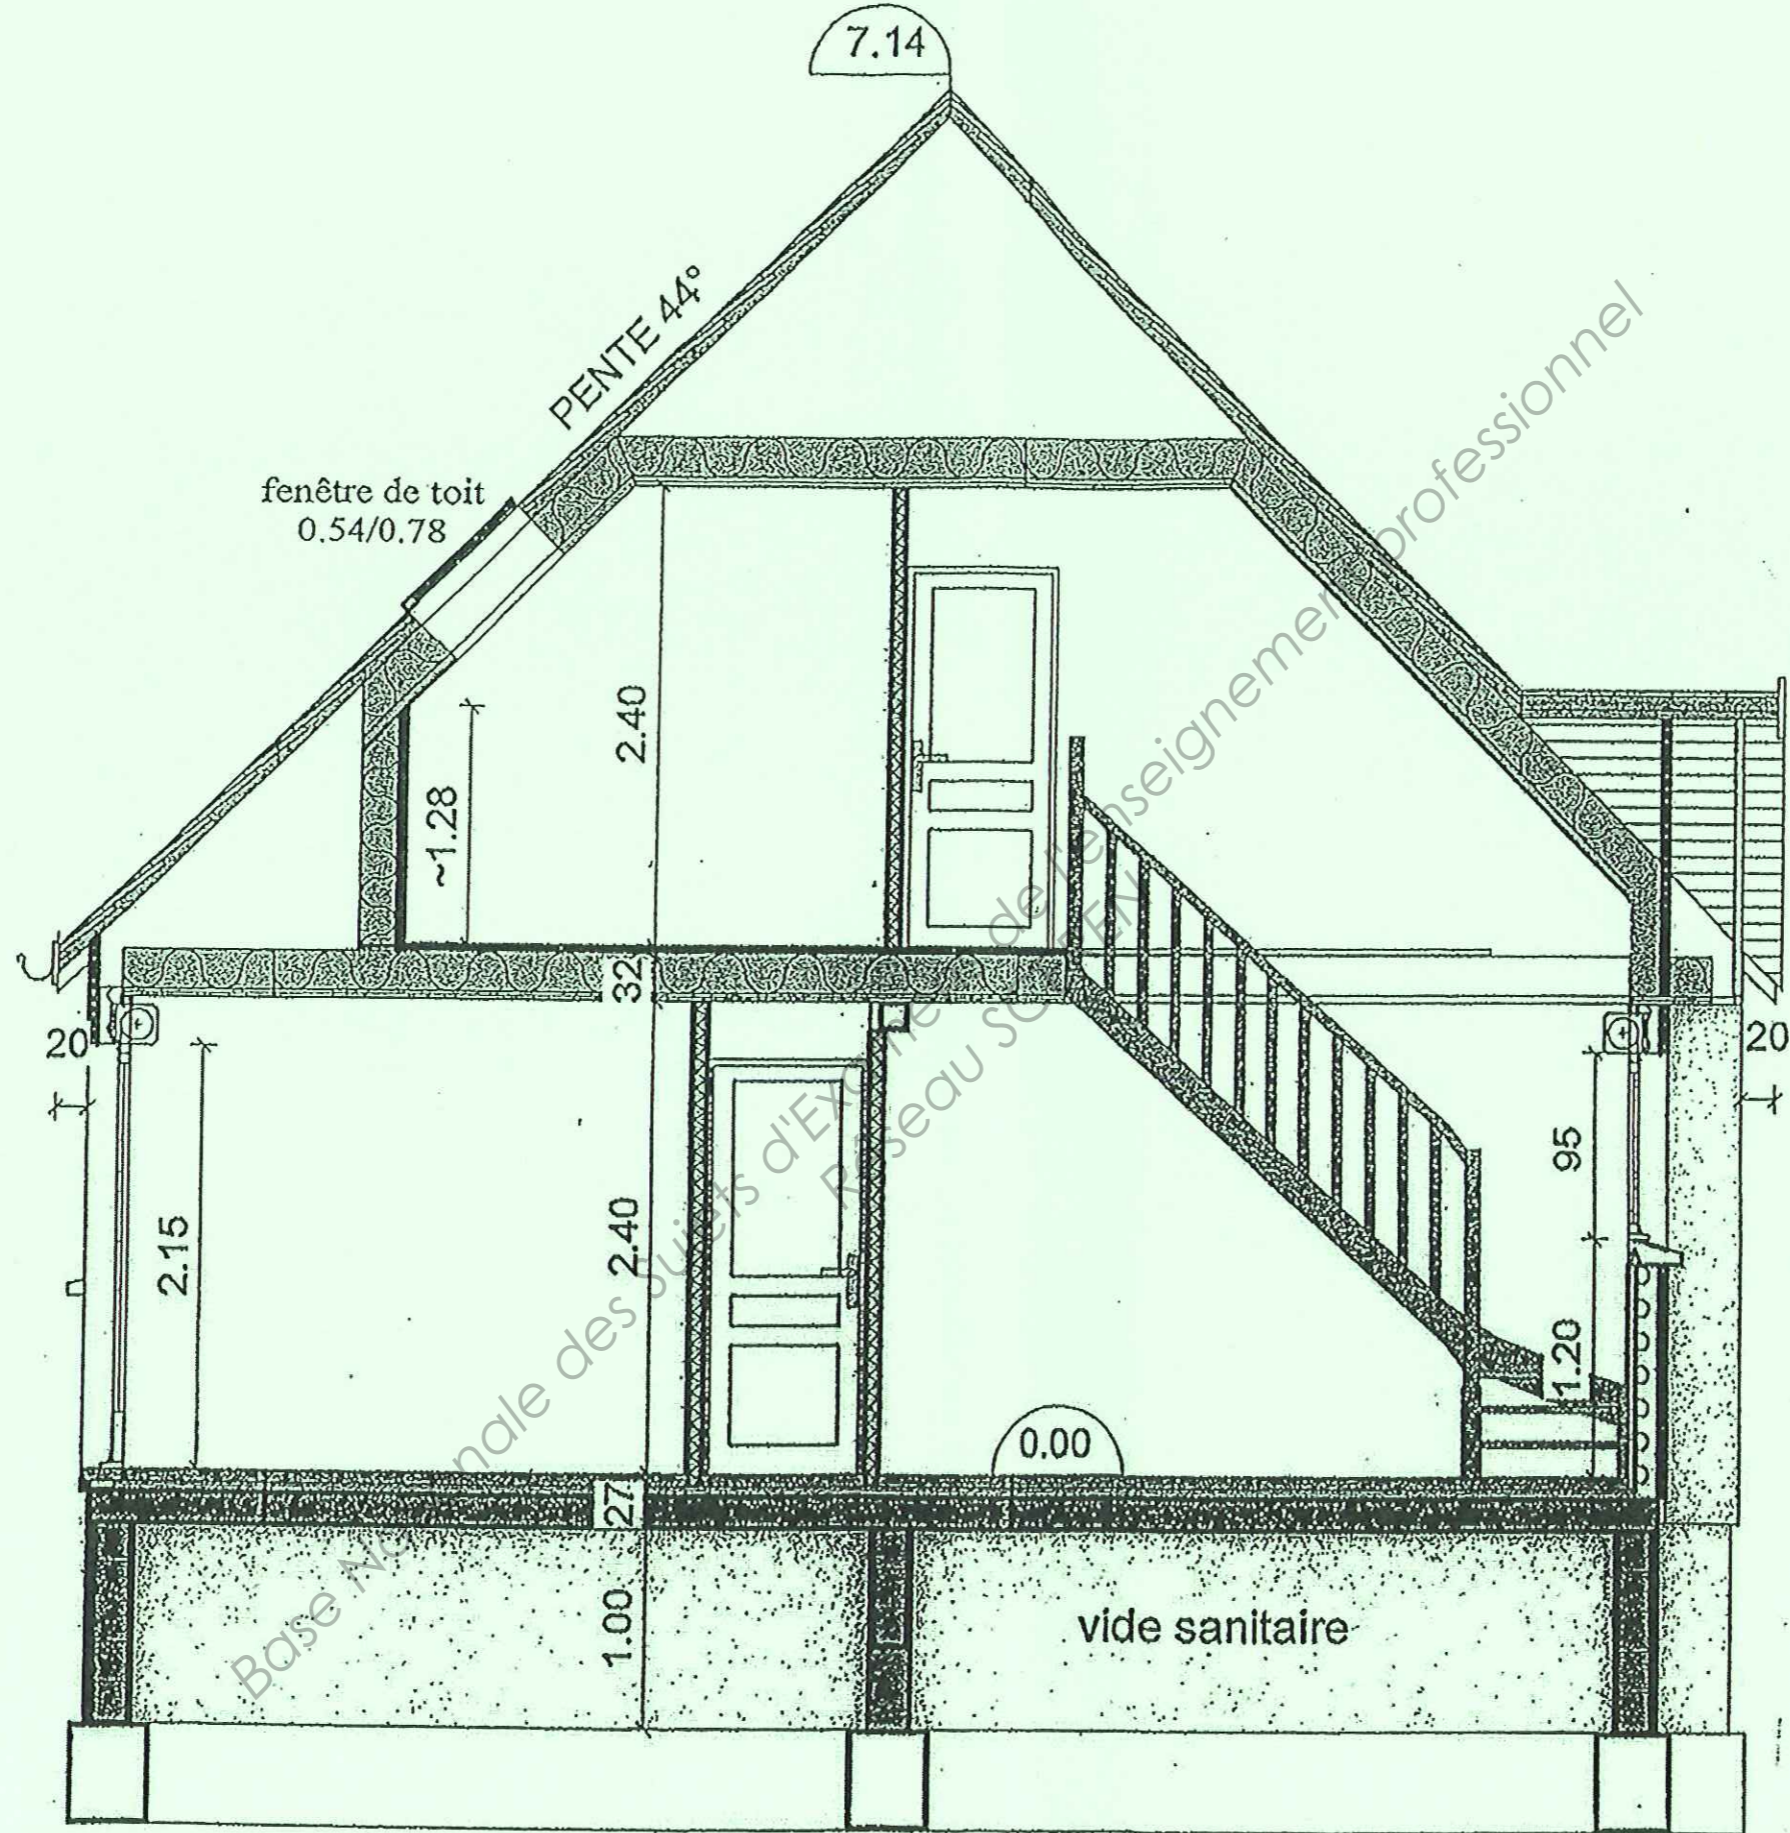 7.14
PENTE 44°
fenêtre de toit
0.54/0.78
2.40
~1.28
32
20
20
95
2.15
2.40
1.20
0.00
27
1.00
vide sanitaire
Base Nationale des Sujets d'Examens de l'enseignement professionnel
Réseau SCEREN